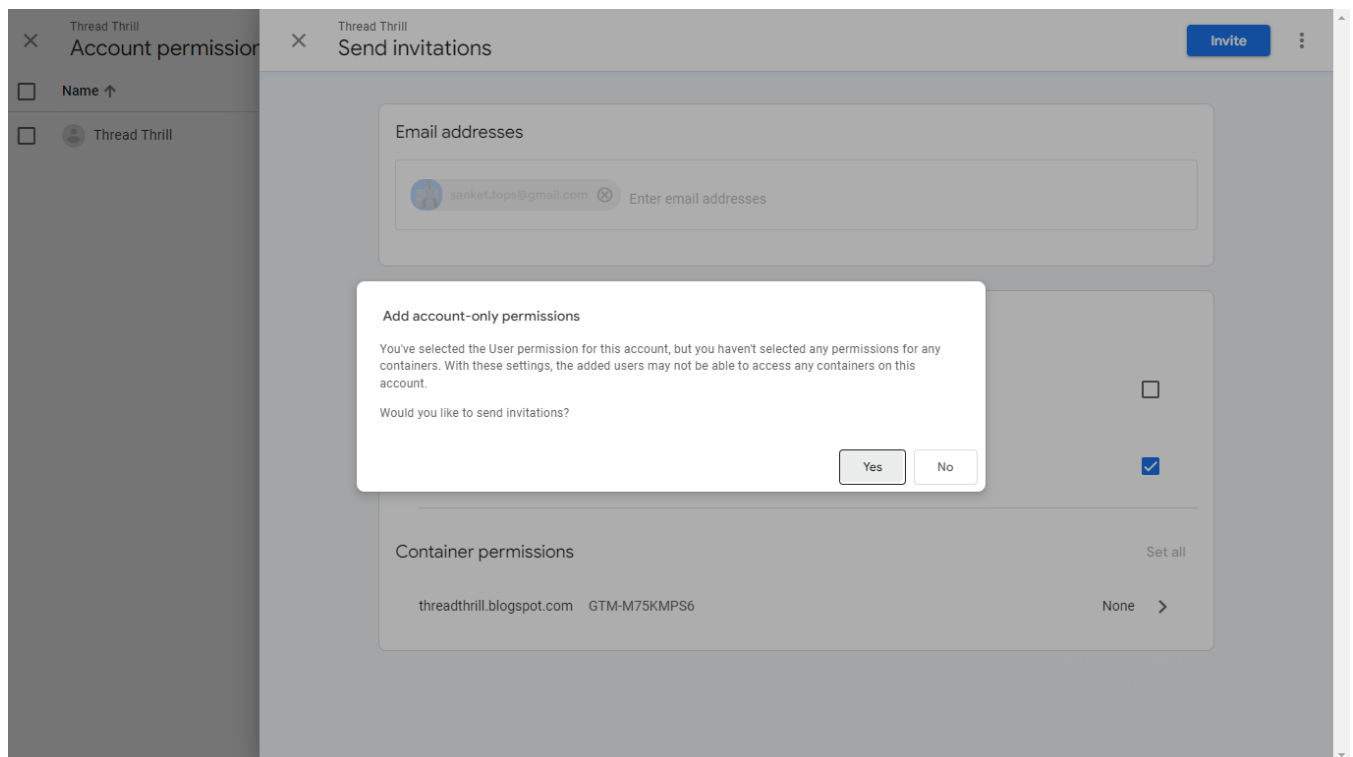 Thread Thrill
Account permission
Name
Thread Thrill
Thread Thrill
Send invitations
Invite
Email addresses
sanket.tops@gmail.com
Enter email addresses
Add account-only permissions
You've selected the User permission for this account, but you haven't selected any permissions for any
containers. With these settings, the added users may not be able to access any containers on this
account.
Would you like to send invitations?
Yes No
Container permissions
Set all
threadthrill.blogspot.com GTM-M75KMPS6 None